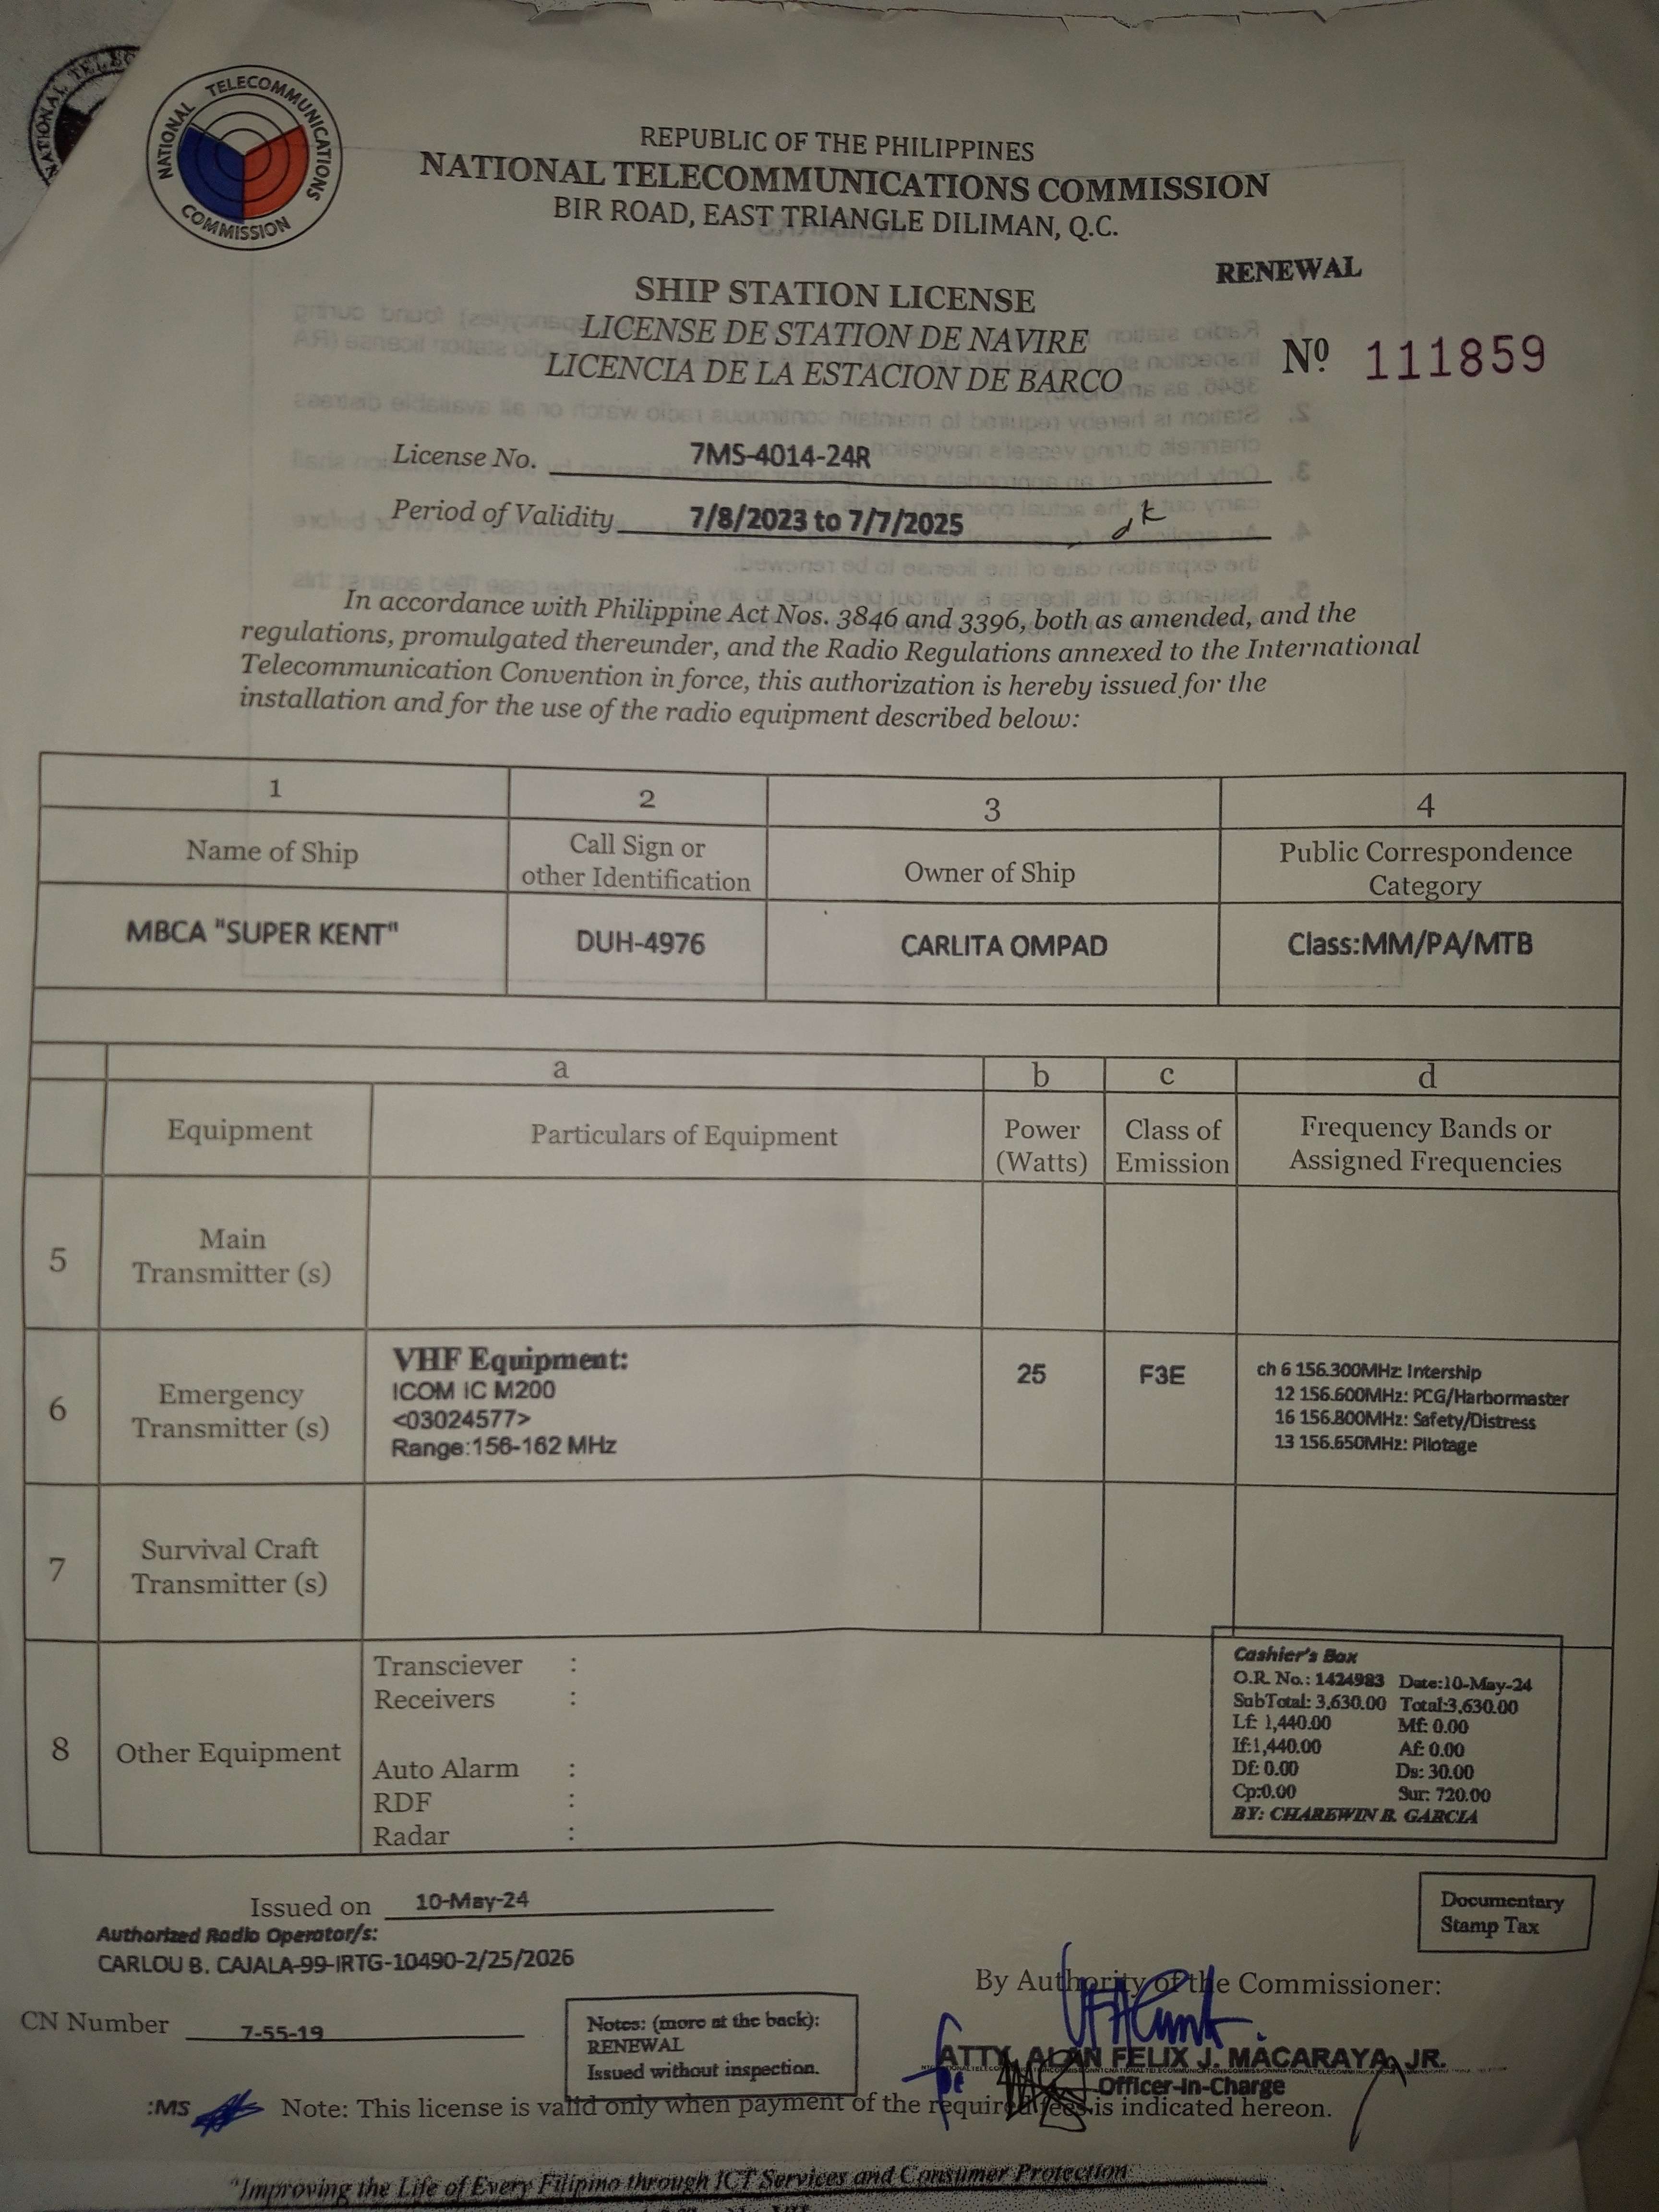 NATIONAL TELECOMMUNICATIONS COMMISSION
REPUBLIC OF THE PHILIPPINES
NATIONAL TELECOMMUNICATIONS COMMISSION
BIR ROAD, EAST TRIANGLE DILIMAN, Q.C.
RENEWAL
SHIP STATION LICENSE
LICENSE DE STATION DE NAVIRE
LICENCIA DE LA ESTACION DE BARCO
Nº 111859
License No. 7MS-4014-24R
Period of Validity 7/8/2023 to 7/7/2025
In accordance with Philippine Act Nos. 3846 and 3396, both as amended, and the
regulations, promulgated thereunder, and the Radio Regulations annexed to the International
Telecommunication Convention in force, this authorization is hereby issued for the
installation and for the use of the radio equipment described below:
1 2 3 4
Name of Ship
Call Sign or
other Identification
Owner of Ship
Public Correspondence
Category
MBCA "SUPER KENT" DUH-4976 CARLITA OMPAD Class:MM/PA/MTB
a b c d
Equipment
Particulars of Equipment
Power
(Watts)
Class of
Emission
Frequency Bands or
Assigned Frequencies
5
Main
Transmitter (s)
6
Emergency
Transmitter (s)
VHF Equipment:
ICOM IC M200
<03024577>
Range:156-162 MHz
25
F3E
ch 6 156.300MHz: Intership
12 156.600MHz: PCG/Harbormaster
16 156.800MHz: Safety/Distress
13 156.650MHz: Pilotage
7
Survival Craft
Transmitter (s)
8
Other Equipment
Transciever :
Receivers :
Auto Alarm :
RDF :
Radar :
Cashier's Box
O.R. No.: 1424983 Date:10-May-24
SubTotal: 3,630.00 Total:3,630.00
Lf: 1,440.00 Mf: 0.00
If:1,440.00 Af: 0.00
Df: 0.00 Ds: 30.00
Cp:0.00 Sur: 720.00
BY: CHAREWIN B. GARCIA
Issued on 10-May-24
Documentary
Stamp Tax
Authorized Radio Operator/s:
CARLOU B. CAJALA-99-IRTG-10490-2/25/2026
By Authority of the Commissioner:
CN Number 7-55-19
Notes: (more at the back):
RENEWAL
Issued without inspection.
ATTY. ALAN FELIX J. MACARAYA, JR.
Officer-In-Charge
:MS
Note: This license is valid only when payment of the required fees is indicated hereon.
"Improving the Life of Every Filipino through ICT Services and Consumer Protection"